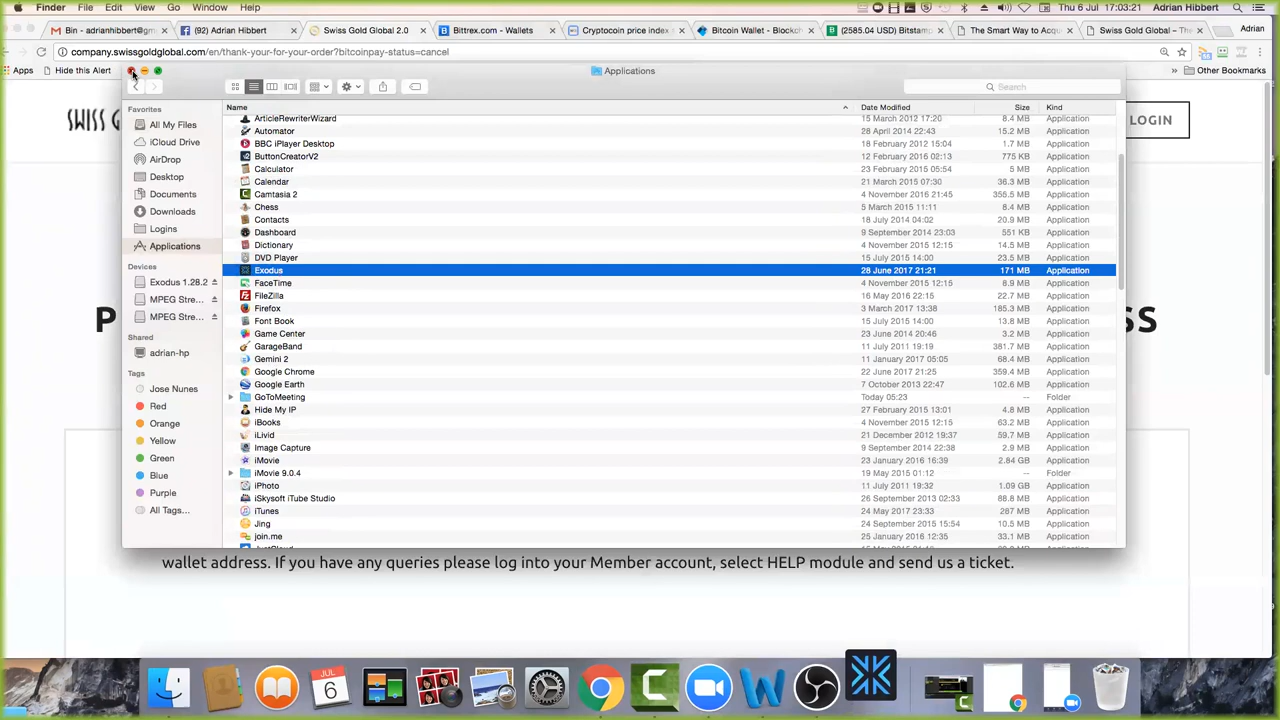 Finder File Edit View Go Window Help Thu 6 Jul 17:03:21 Adrian Hibbert
Bin - adrianhibbert@gm (92) Adrian Hibbert Swiss Gold Global 2.0 Bittrex.com - Wallets Cryptocoin price index Bitcoin Wallet - Blockch (2585.04 USD) Bitstamp The Smart Way to Acqu Swiss Gold Global – The Adrian
company.swissgoldglobal.com/en/thank-your-for-your-order?bitcoinpay-status=cancel
Apps Hide this Alert » Other Bookmarks
Applications
Search
SWISS G
LOGIN
Favorites
All My Files
iCloud Drive
AirDrop
Desktop
Documents
Downloads
Logins
Applications
Devices
Exodus 1.28.2
MPEG Stre...
MPEG Stre...
Shared
adrian-hp
Tags
Jose Nunes
Red
Orange
Yellow
Green
Blue
Purple
All Tags...
Name Date Modified Size Kind
ArticleRewriterWizard 15 March 2012 17:20 8.4 MB Application
Automator 28 April 2014 22:43 15.2 MB Application
BBC iPlayer Desktop 18 February 2012 15:04 1.7 MB Application
ButtonCreatorV2 12 February 2016 02:13 775 KB Application
Calculator 23 February 2015 05:54 5 MB Application
Calendar 21 March 2015 07:30 36.3 MB Application
Camtasia 2 4 November 2016 21:45 356.5 MB Application
Chess 5 March 2015 11:11 8.4 MB Application
Contacts 18 July 2014 04:02 20.9 MB Application
Dashboard 9 September 2014 23:03 551 KB Application
Dictionary 4 November 2015 12:15 14.5 MB Application
DVD Player 15 July 2015 14:00 23.5 MB Application
Exodus 28 June 2017 21:21 171 MB Application
FaceTime 4 November 2015 12:15 8.9 MB Application
FileZilla 16 May 2016 22:15 22.7 MB Application
Firefox 3 March 2017 13:38 185.3 MB Application
Font Book 15 July 2015 14:00 13.8 MB Application
Game Center 23 June 2014 20:46 3.2 MB Application
GarageBand 11 July 2011 19:19 381.7 MB Application
Gemini 2 11 January 2017 05:05 68.4 MB Application
Google Chrome 22 June 2017 21:25 359.4 MB Application
Google Earth 7 October 2013 22:47 102.6 MB Application
GoToMeeting Today 05:23 -- Folder
Hide My IP 27 February 2015 13:01 4.8 MB Application
iBooks 4 November 2015 12:15 63.2 MB Application
iLivid 21 December 2012 19:37 59.7 MB Application
Image Capture 9 September 2014 22:38 2.9 MB Application
iMovie 23 January 2016 16:39 2.84 GB Application
iMovie 9.0.4 19 May 2015 01:12 -- Folder
iPhoto 11 July 2011 19:32 1.09 GB Application
iSkysoft iTube Studio 26 September 2013 02:33 88.8 MB Application
iTunes 24 May 2017 23:33 287 MB Application
Jing 24 September 2015 15:54 10.5 MB Application
join.me 25 January 2016 12:35 33.1 MB Application
P
SS
wallet address. If you have any queries please log into your Member account, select HELP module and send us a ticket.
JUL
6